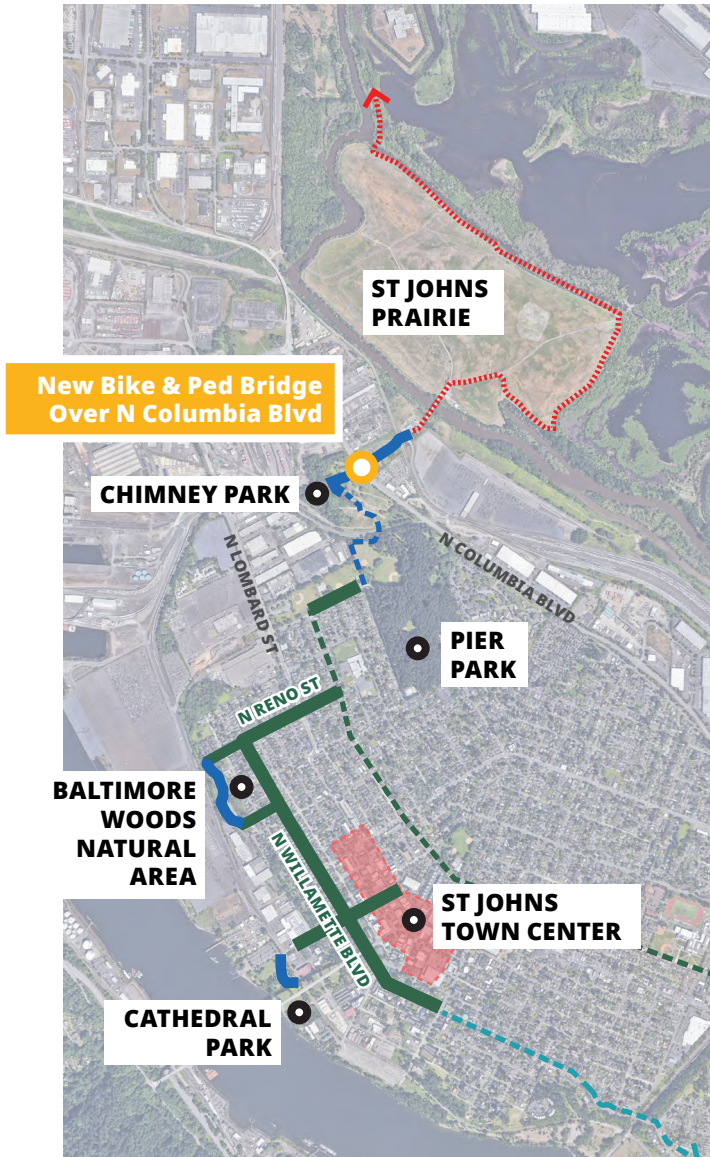 ST JOHNS
PRAIRIE
New Bike & Ped Bridge
Over N Columbia Blvd
CHIMNEY PARK
N LOMBARD ST
N COLUMBIA BLVD
PIER
PARK
N RENO ST
BALTIMORE
WOODS
NATURAL
AREA
N WILLAMETTE BLVD
ST JOHNS
TOWN CENTER
CATHEDRAL
PARK